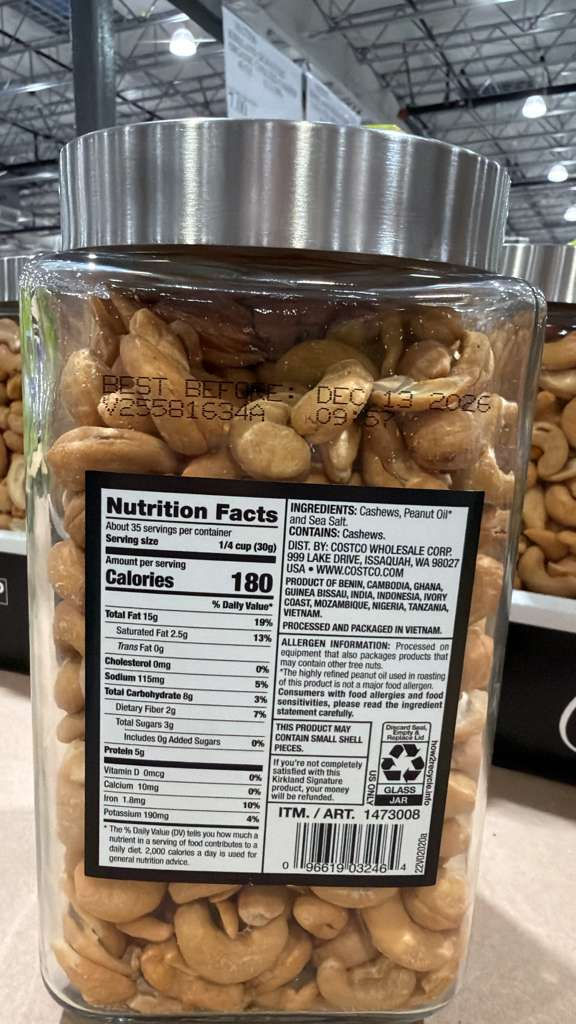 BEST BEFORE: DEC 13 2026
V25581634A 09:57
Nutrition Facts
About 35 servings per container
Serving size 1/4 cup (30g)
Amount per serving
Calories 180
% Daily Value*
Total Fat 15g 19%
Saturated Fat 2.5g 13%
Trans Fat 0g
Cholesterol 0mg 0%
Sodium 115mg 5%
Total Carbohydrate 8g 3%
Dietary Fiber 2g 7%
Total Sugars 3g
Includes 0g Added Sugars 0%
Protein 5g
Vitamin D 0mcg 0%
Calcium 10mg 0%
Iron 1.8mg 10%
Potassium 190mg 4%
* The % Daily Value (DV) tells you how much a
nutrient in a serving of food contributes to a
daily diet. 2,000 calories a day is used for
general nutrition advice.
INGREDIENTS: Cashews, Peanut Oil*
and Sea Salt.
CONTAINS: Cashews.
DIST. BY: COSTCO WHOLESALE CORP.
999 LAKE DRIVE, ISSAQUAH, WA 98027
USA • WWW.COSTCO.COM
PRODUCT OF BENIN, CAMBODIA, GHANA,
GUINEA BISSAU, INDIA, INDONESIA, IVORY
COAST, MOZAMBIQUE, NIGERIA, TANZANIA,
VIETNAM.
PROCESSED AND PACKAGED IN VIETNAM.
ALLERGEN INFORMATION: Processed on
equipment that also packages products that
may contain other tree nuts.
*The highly refined peanut oil used in roasting
of this product is not a major food allergen.
Consumers with food allergies and food
sensitivities, please read the ingredient
statement carefully.
THIS PRODUCT MAY
CONTAIN SMALL SHELL
PIECES.
If you're not completely
satisfied with this
Kirkland Signature
product, your money
will be refunded.
Discard Seal,
Empty &
Replace Lid
US ONLY
GLASS
JAR
how2recycle.info
ITM. / ART. 1473008
0 96619 03246 4
22V02020a